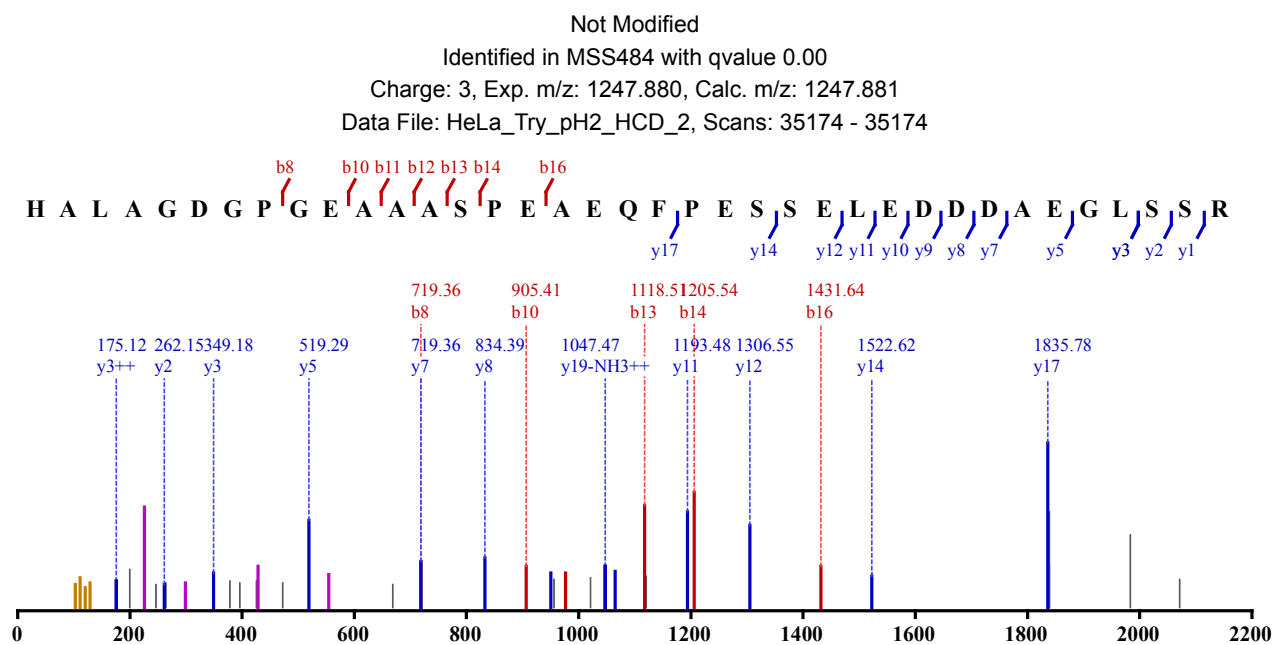 Not Modified
Identified in MSS484 with qvalue 0.00
Charge: 3, Exp. m/z: 1247.880, Calc. m/z: 1247.881
Data File: HeLa_Try_pH2_HCD_2, Scans: 35174 - 35174
b8 b10 b11 b12 b13 b14 b16
H A L A G D G P G E A A A S P E A E Q F P E S S E L E D D D A E G L S S R
y17 y14 y12 y11 y10 y9 y8 y7 y5 y3 y2 y1
719.36 905.41 1118.51 1205.54 1431.64
b8 b10 b13 b14 b16
175.12 262.15 349.18 519.29 719.36 834.39 1047.47 1193.48 1306.55 1522.62 1835.78
y3++ y2 y3 y5 y7 y8 y19-NH3++ y11 y12 y14 y17
0 200 400 600 800 1000 1200 1400 1600 1800 2000 2200